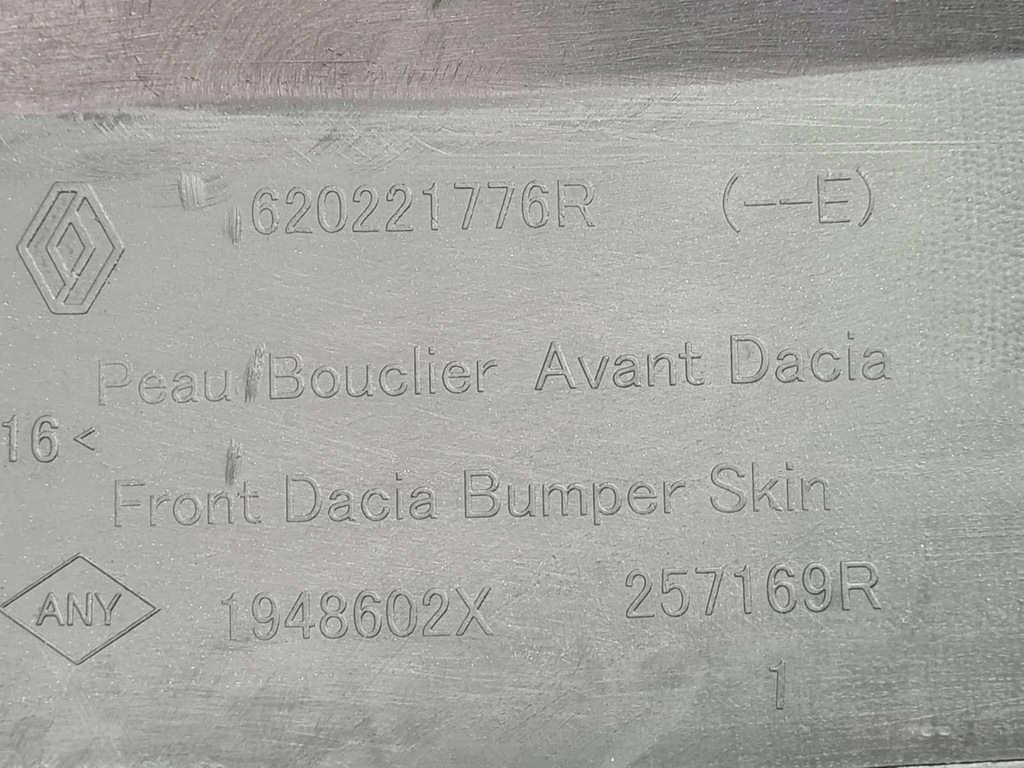 620221776R (--E)
Peau Bouclier Avant Dacia
16<
Front Dacia Bumper Skin
ANY 1948602X 257169R
1